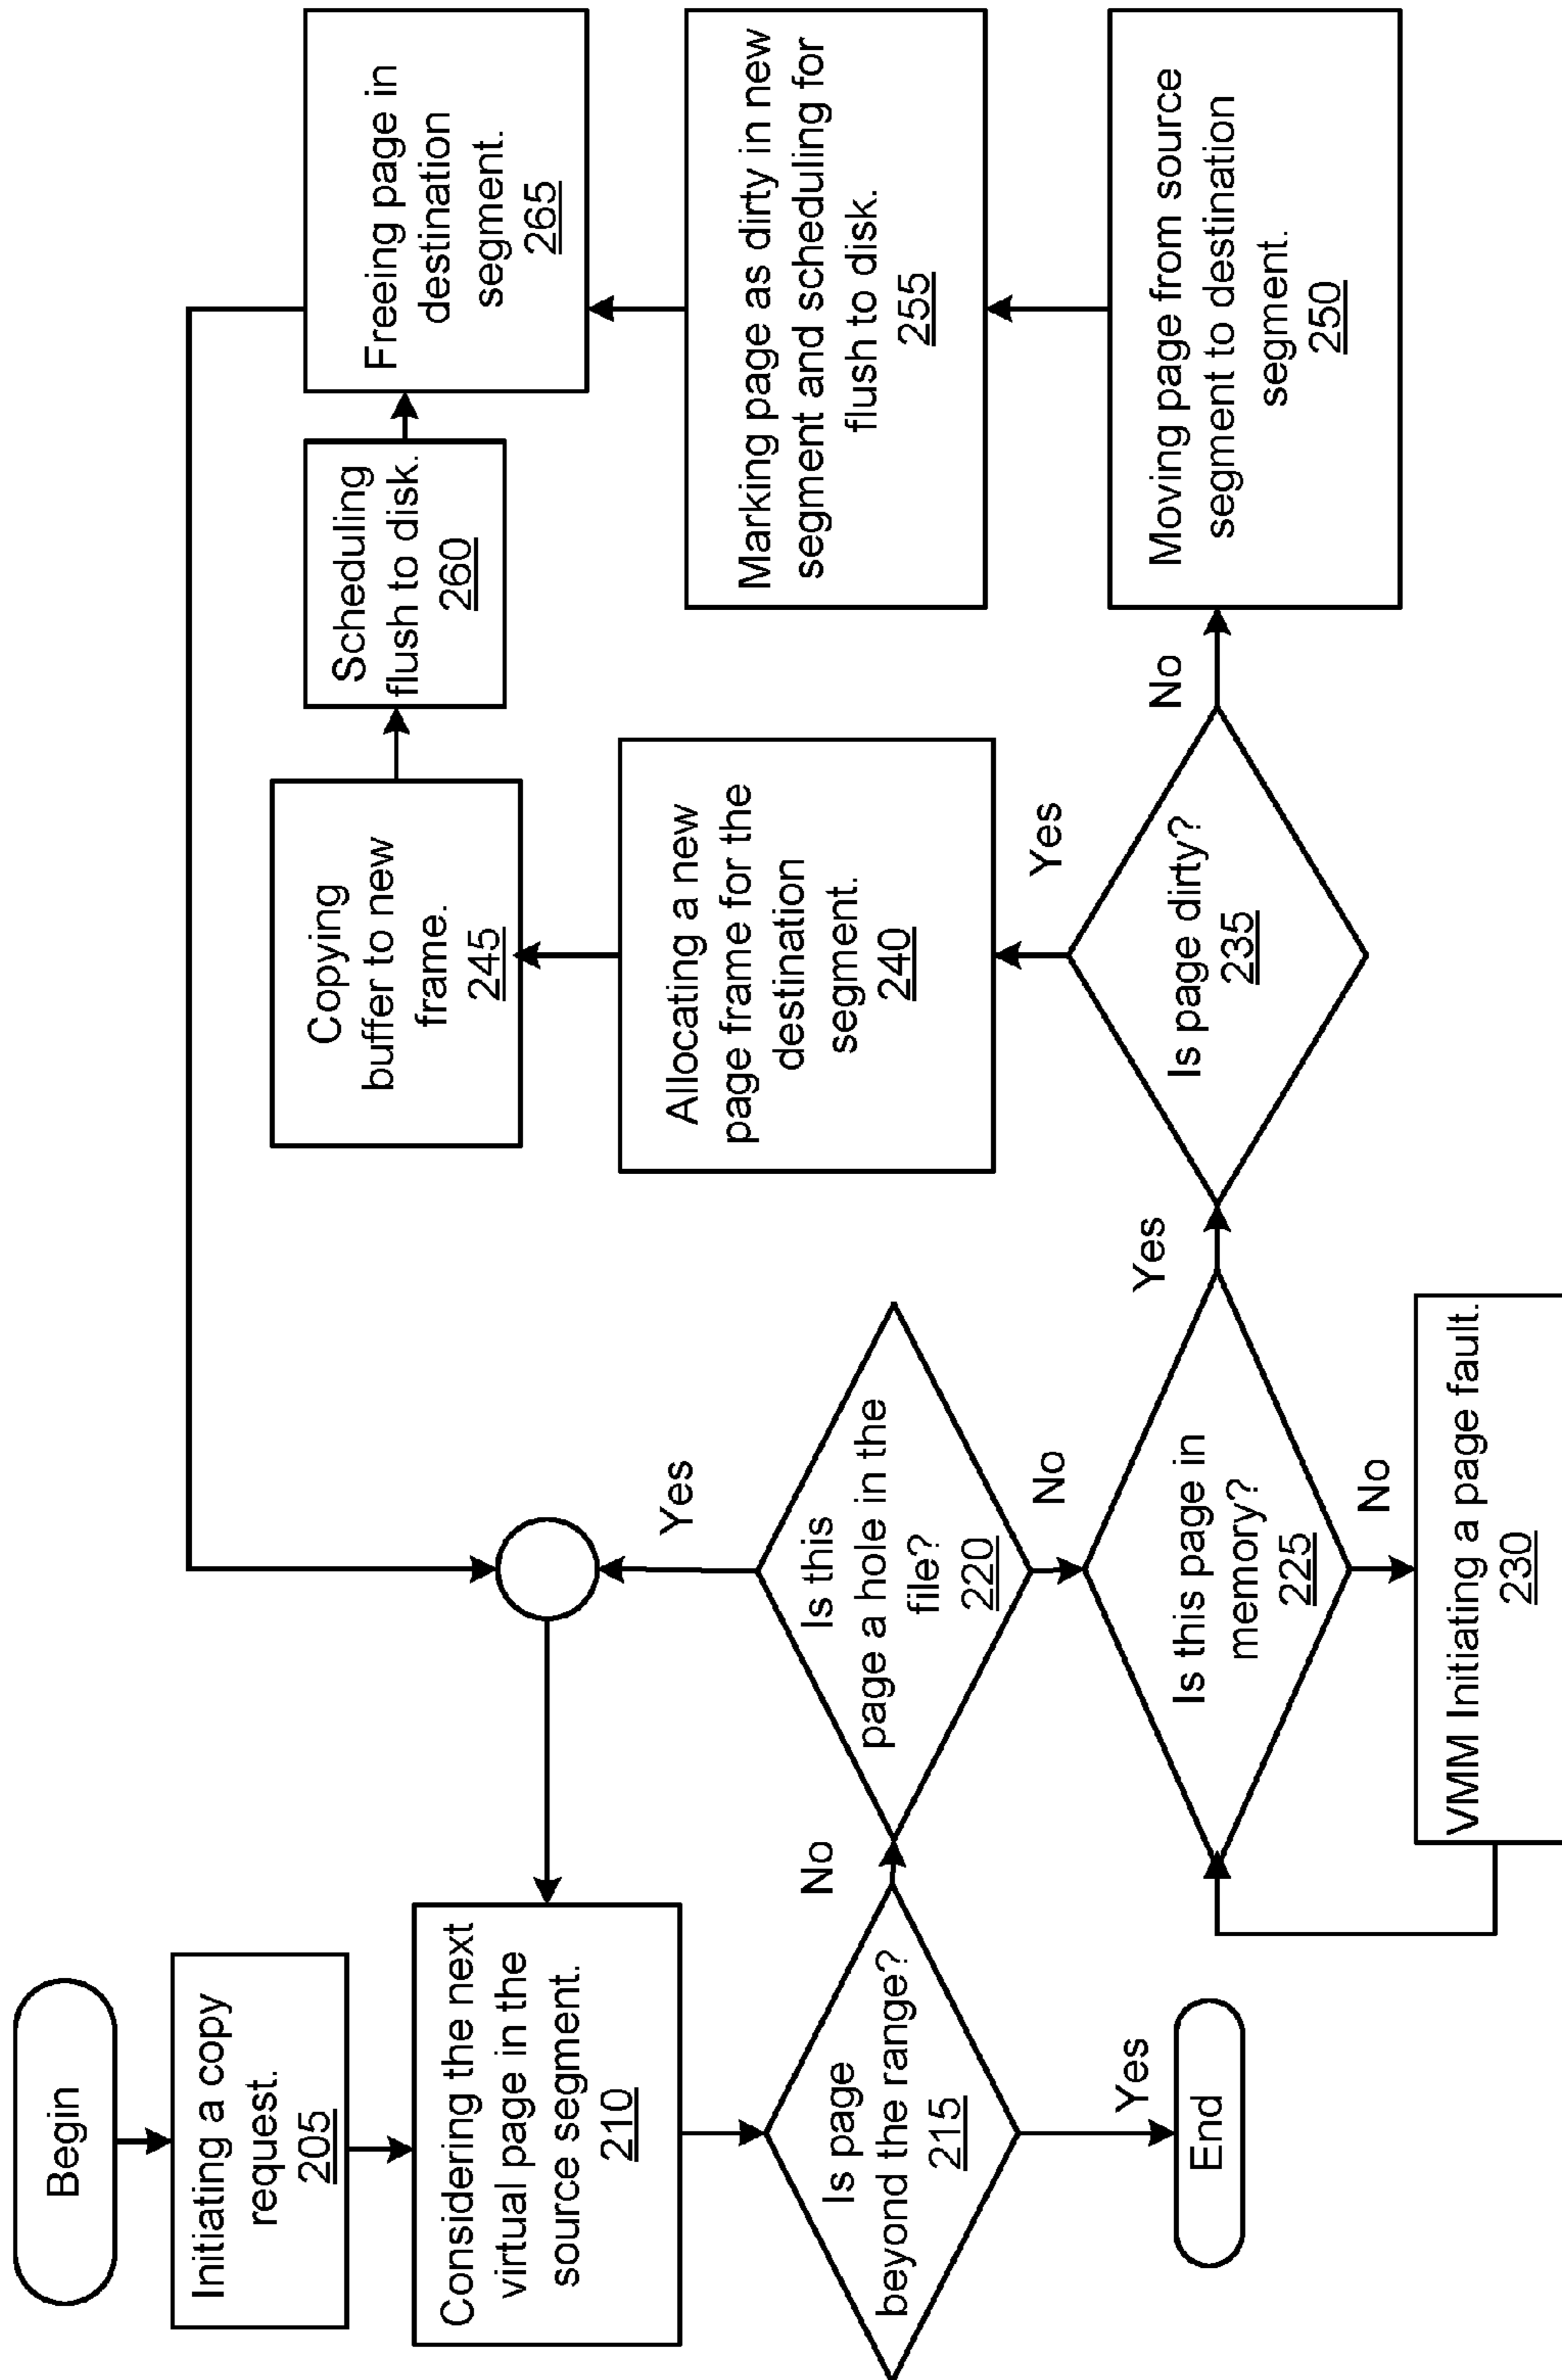 Begin
Initiating a copy
request.
205
Considering the next
virtual page in the
source segment.
210
Is page
beyond the range?
215
Yes
End
No
Is this
page a hole in the
file?
220
Yes
No
Is this page in
memory?
225
No
VMM Initiating a page fault.
230
Yes
Is page dirty?
235
Yes
Allocating a new
page frame for the
destination
segment.
240
Copying
buffer to new
frame.
245
Scheduling
flush to disk.
260
No
Moving page from source
segment to destination
segment.
250
Marking page as dirty in new
segment and scheduling for
flush to disk.
255
Freeing page in
destination
segment.
265